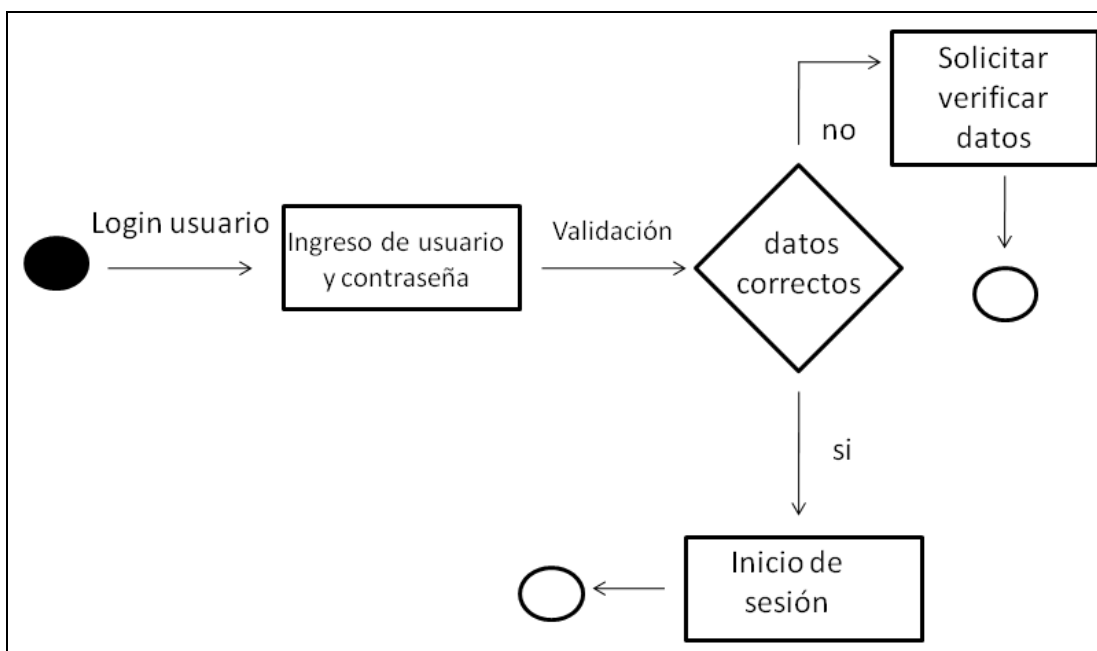 Login usuario
Ingreso de usuario
y contraseña
Validación
datos
correctos
no
Solicitar
verificar
datos
si
Inicio de
sesión